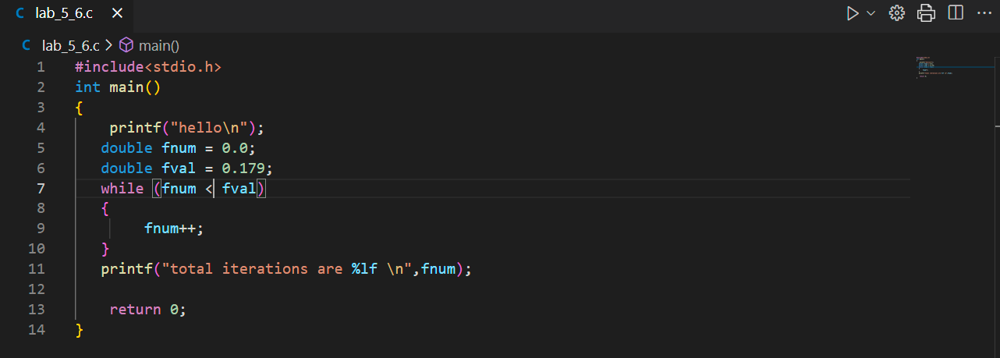 C lab_5_6.c ×
C lab_5_6.c > main()
1 #include<stdio.h>
2 int main()
3 {
4     printf("hello\n");
5    double fnum = 0.0;
6    double fval = 0.179;
7    while (fnum < fval)
8    {
9         fnum++;
10    }
11    printf("total iterations are %lf \n",fnum);
12
13     return 0;
14 }